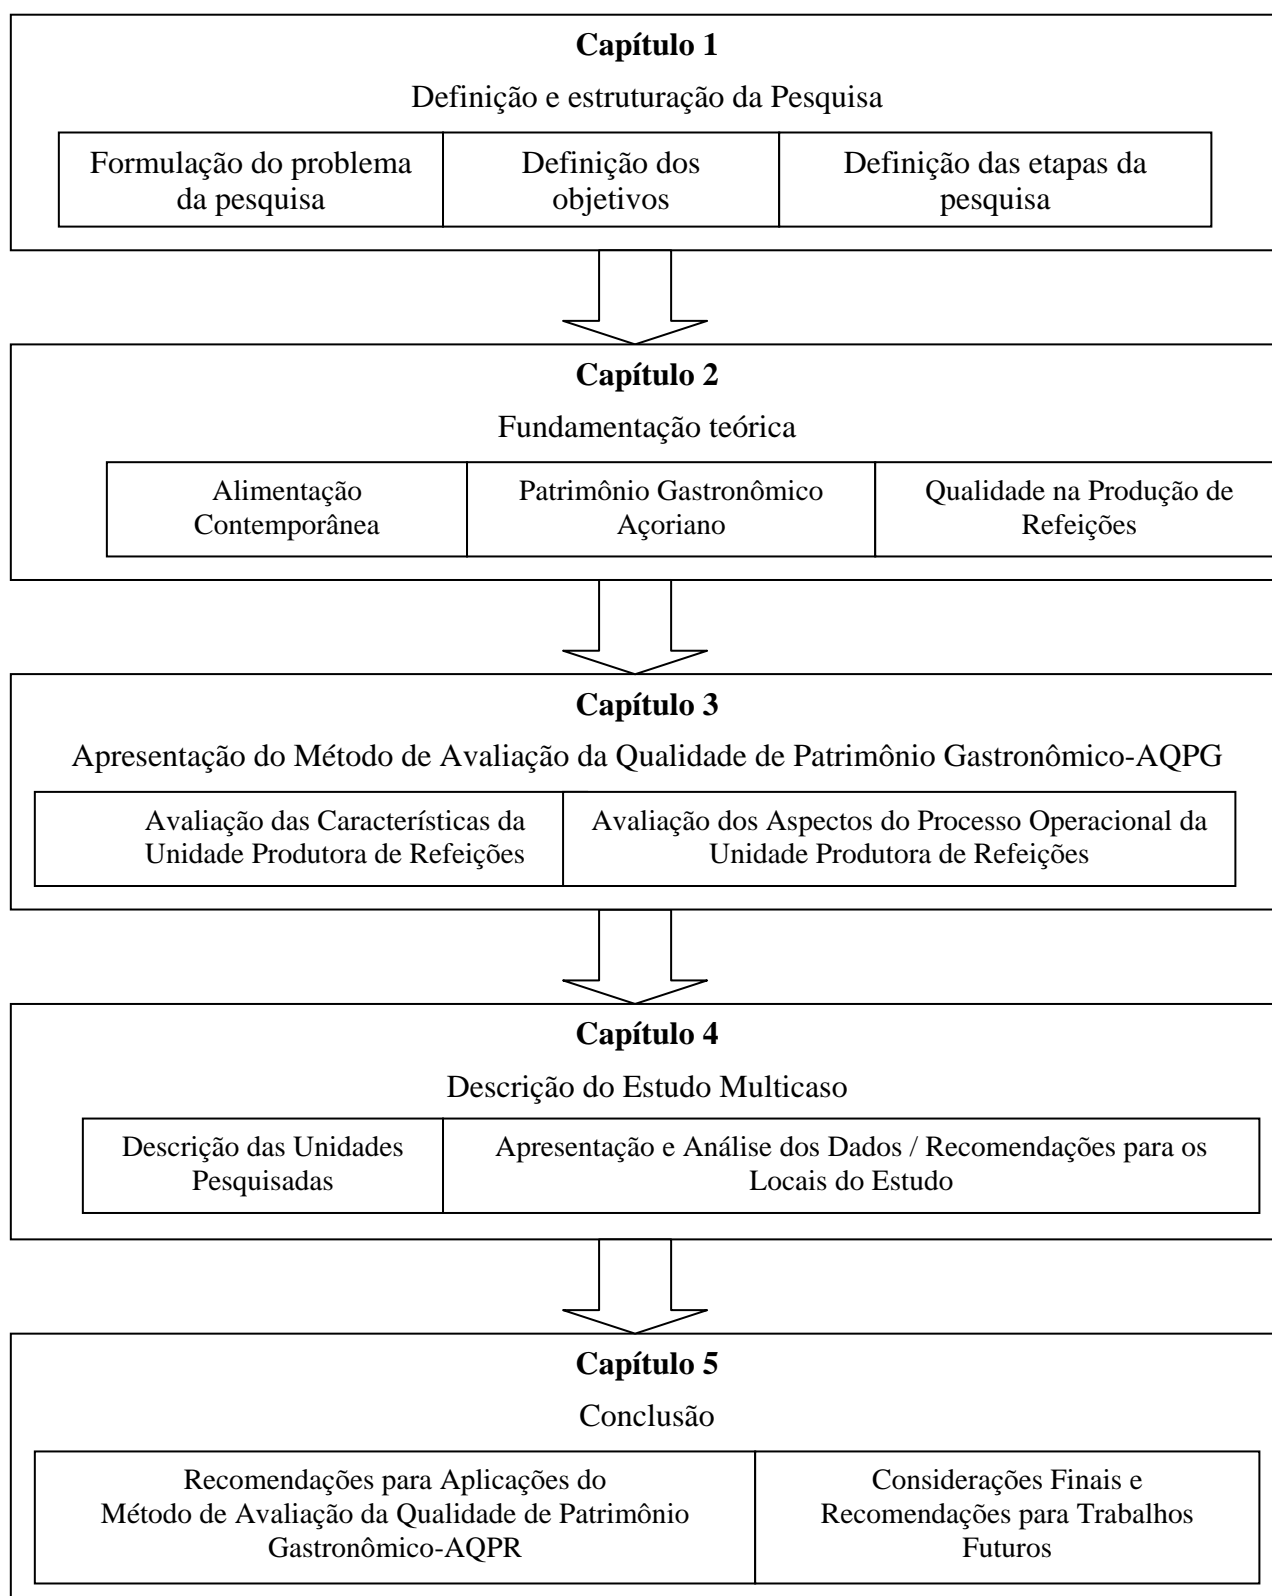 Capítulo 1
Definição e estruturação da Pesquisa
Formulação do problema
da pesquisa
Definição dos
objetivos
Definição das etapas da
pesquisa
Capítulo 2
Fundamentação teórica
Alimentação
Contemporânea
Patrimônio Gastronômico
Açoriano
Qualidade na Produção de
Refeições
Capítulo 3
Apresentação do Método de Avaliação da Qualidade de Patrimônio Gastronômico-AQPG
Avaliação das Características da
Unidade Produtora de Refeições
Avaliação dos Aspectos do Processo Operacional da
Unidade Produtora de Refeições
Capítulo 4
Descrição do Estudo Multicaso
Descrição das Unidades
Pesquisadas
Apresentação e Análise dos Dados / Recomendações para os
Locais do Estudo
Capítulo 5
Conclusão
Recomendações para Aplicações do
Método de Avaliação da Qualidade de Patrimônio
Gastronômico-AQPR
Considerações Finais e
Recomendações para Trabalhos
Futuros